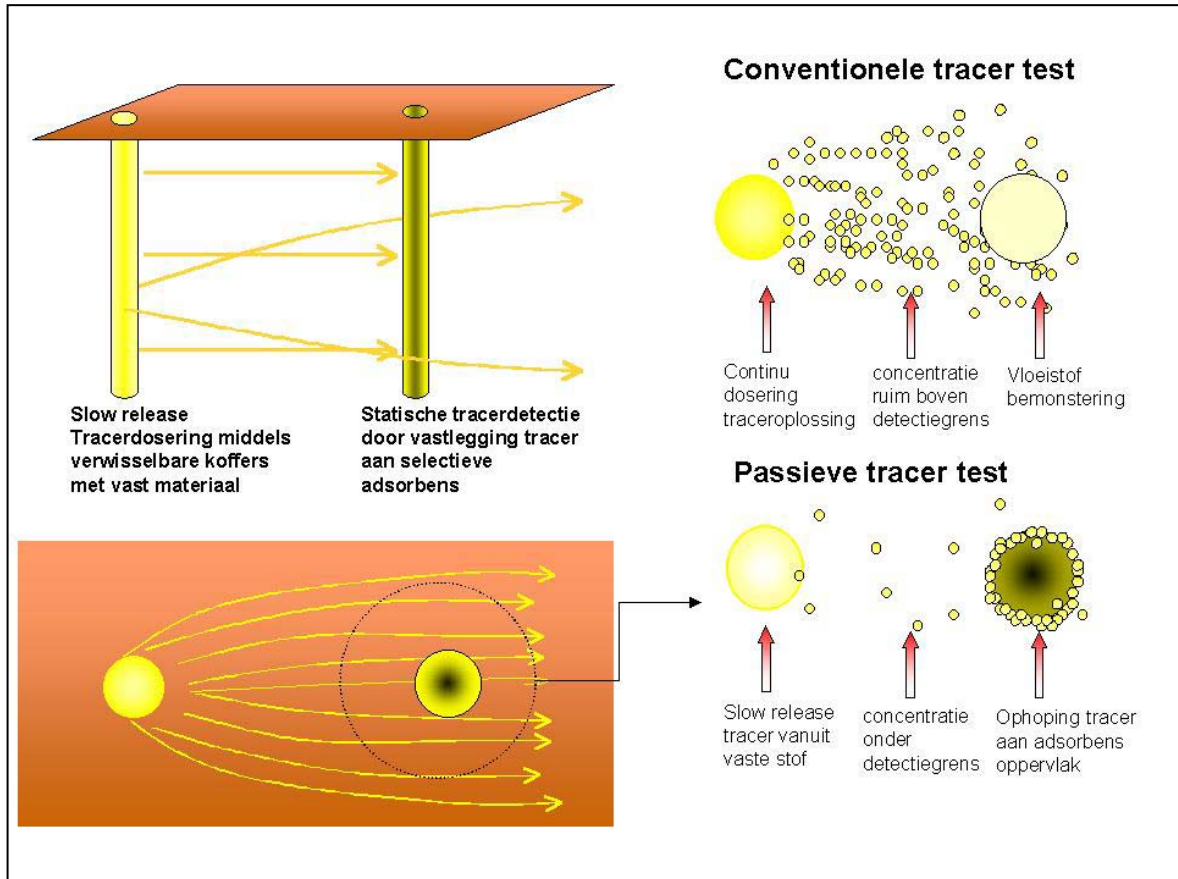 Conventionele tracer test
Continu
dosering
traceroplossing
concentratie
ruim boven
detectiegrens
Vloeistof
bemonstering
Slow release
Tracerdosering middels
verwisselbare koffers
met vast materiaal
Statische tracerdetectie
door vastlegging tracer
aan selectieve
adsorbens
Passieve tracer test
Slow release
tracer vanuit
vaste stof
concentratie
onder
detectiegrens
Ophoping tracer
aan adsorbens
oppervlak